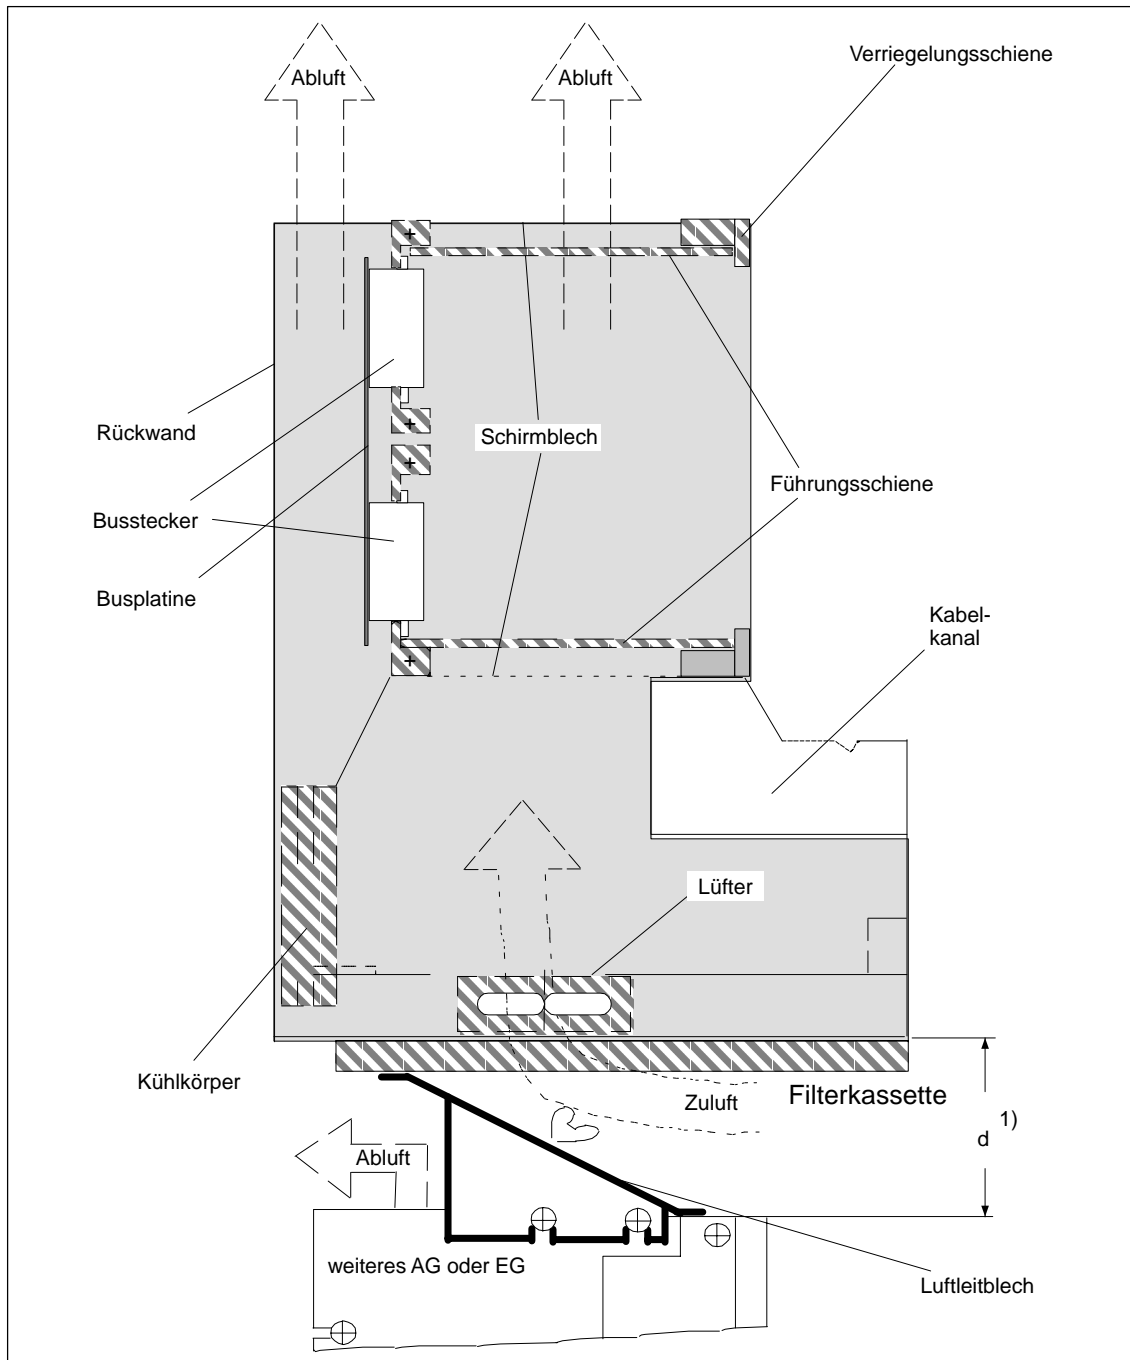 Abluft
Abluft
Verriegelungsschiene
Rückwand
Schirmblech
Führungsschiene
Busstecker
Busplatine
Kabel-
kanal
Lüfter
Kühlkörper
Zuluft
Filterkassette
d 1)
Abluft
weiteres AG oder EG
Luftleitblech